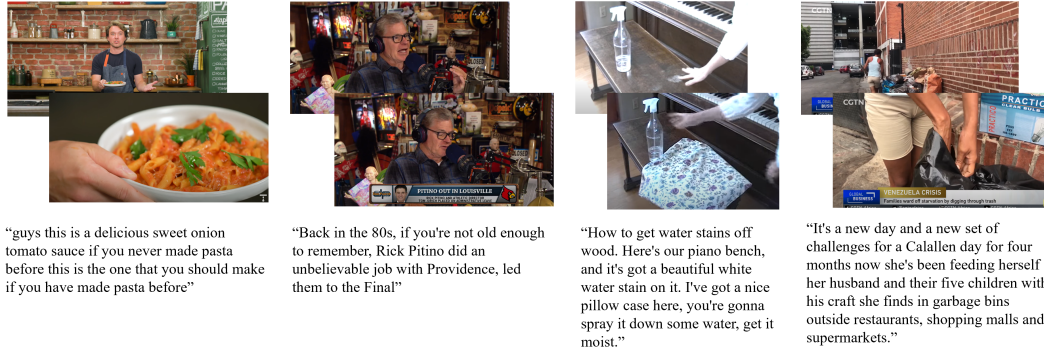 GLOBAL
BUSIN
CGTN
PRACTIC
PITINO OUT IN LOUISVILLE
GLOBAL
BUSINESS
VENEZUELA CRISIS
Families ward off starvation by digging through trash
“guys this is a delicious sweet onion
tomato sauce if you never made pasta
before this is the one that you should make
if you have made pasta before”
“Back in the 80s, if you're not old enough
to remember, Rick Pitino did an
unbelievable job with Providence, led
them to the Final”
“How to get water stains off
wood. Here's our piano bench,
and it's got a beautiful white
water stain on it. I've got a nice
pillow case here, you're gonna
spray it down some water, get it
moist.”
“It's a new day and a new set of
challenges for a Calallen day for four
months now she's been feeding herself
her husband and their five children with
his craft she finds in garbage bins
outside restaurants, shopping malls and
supermarkets.”